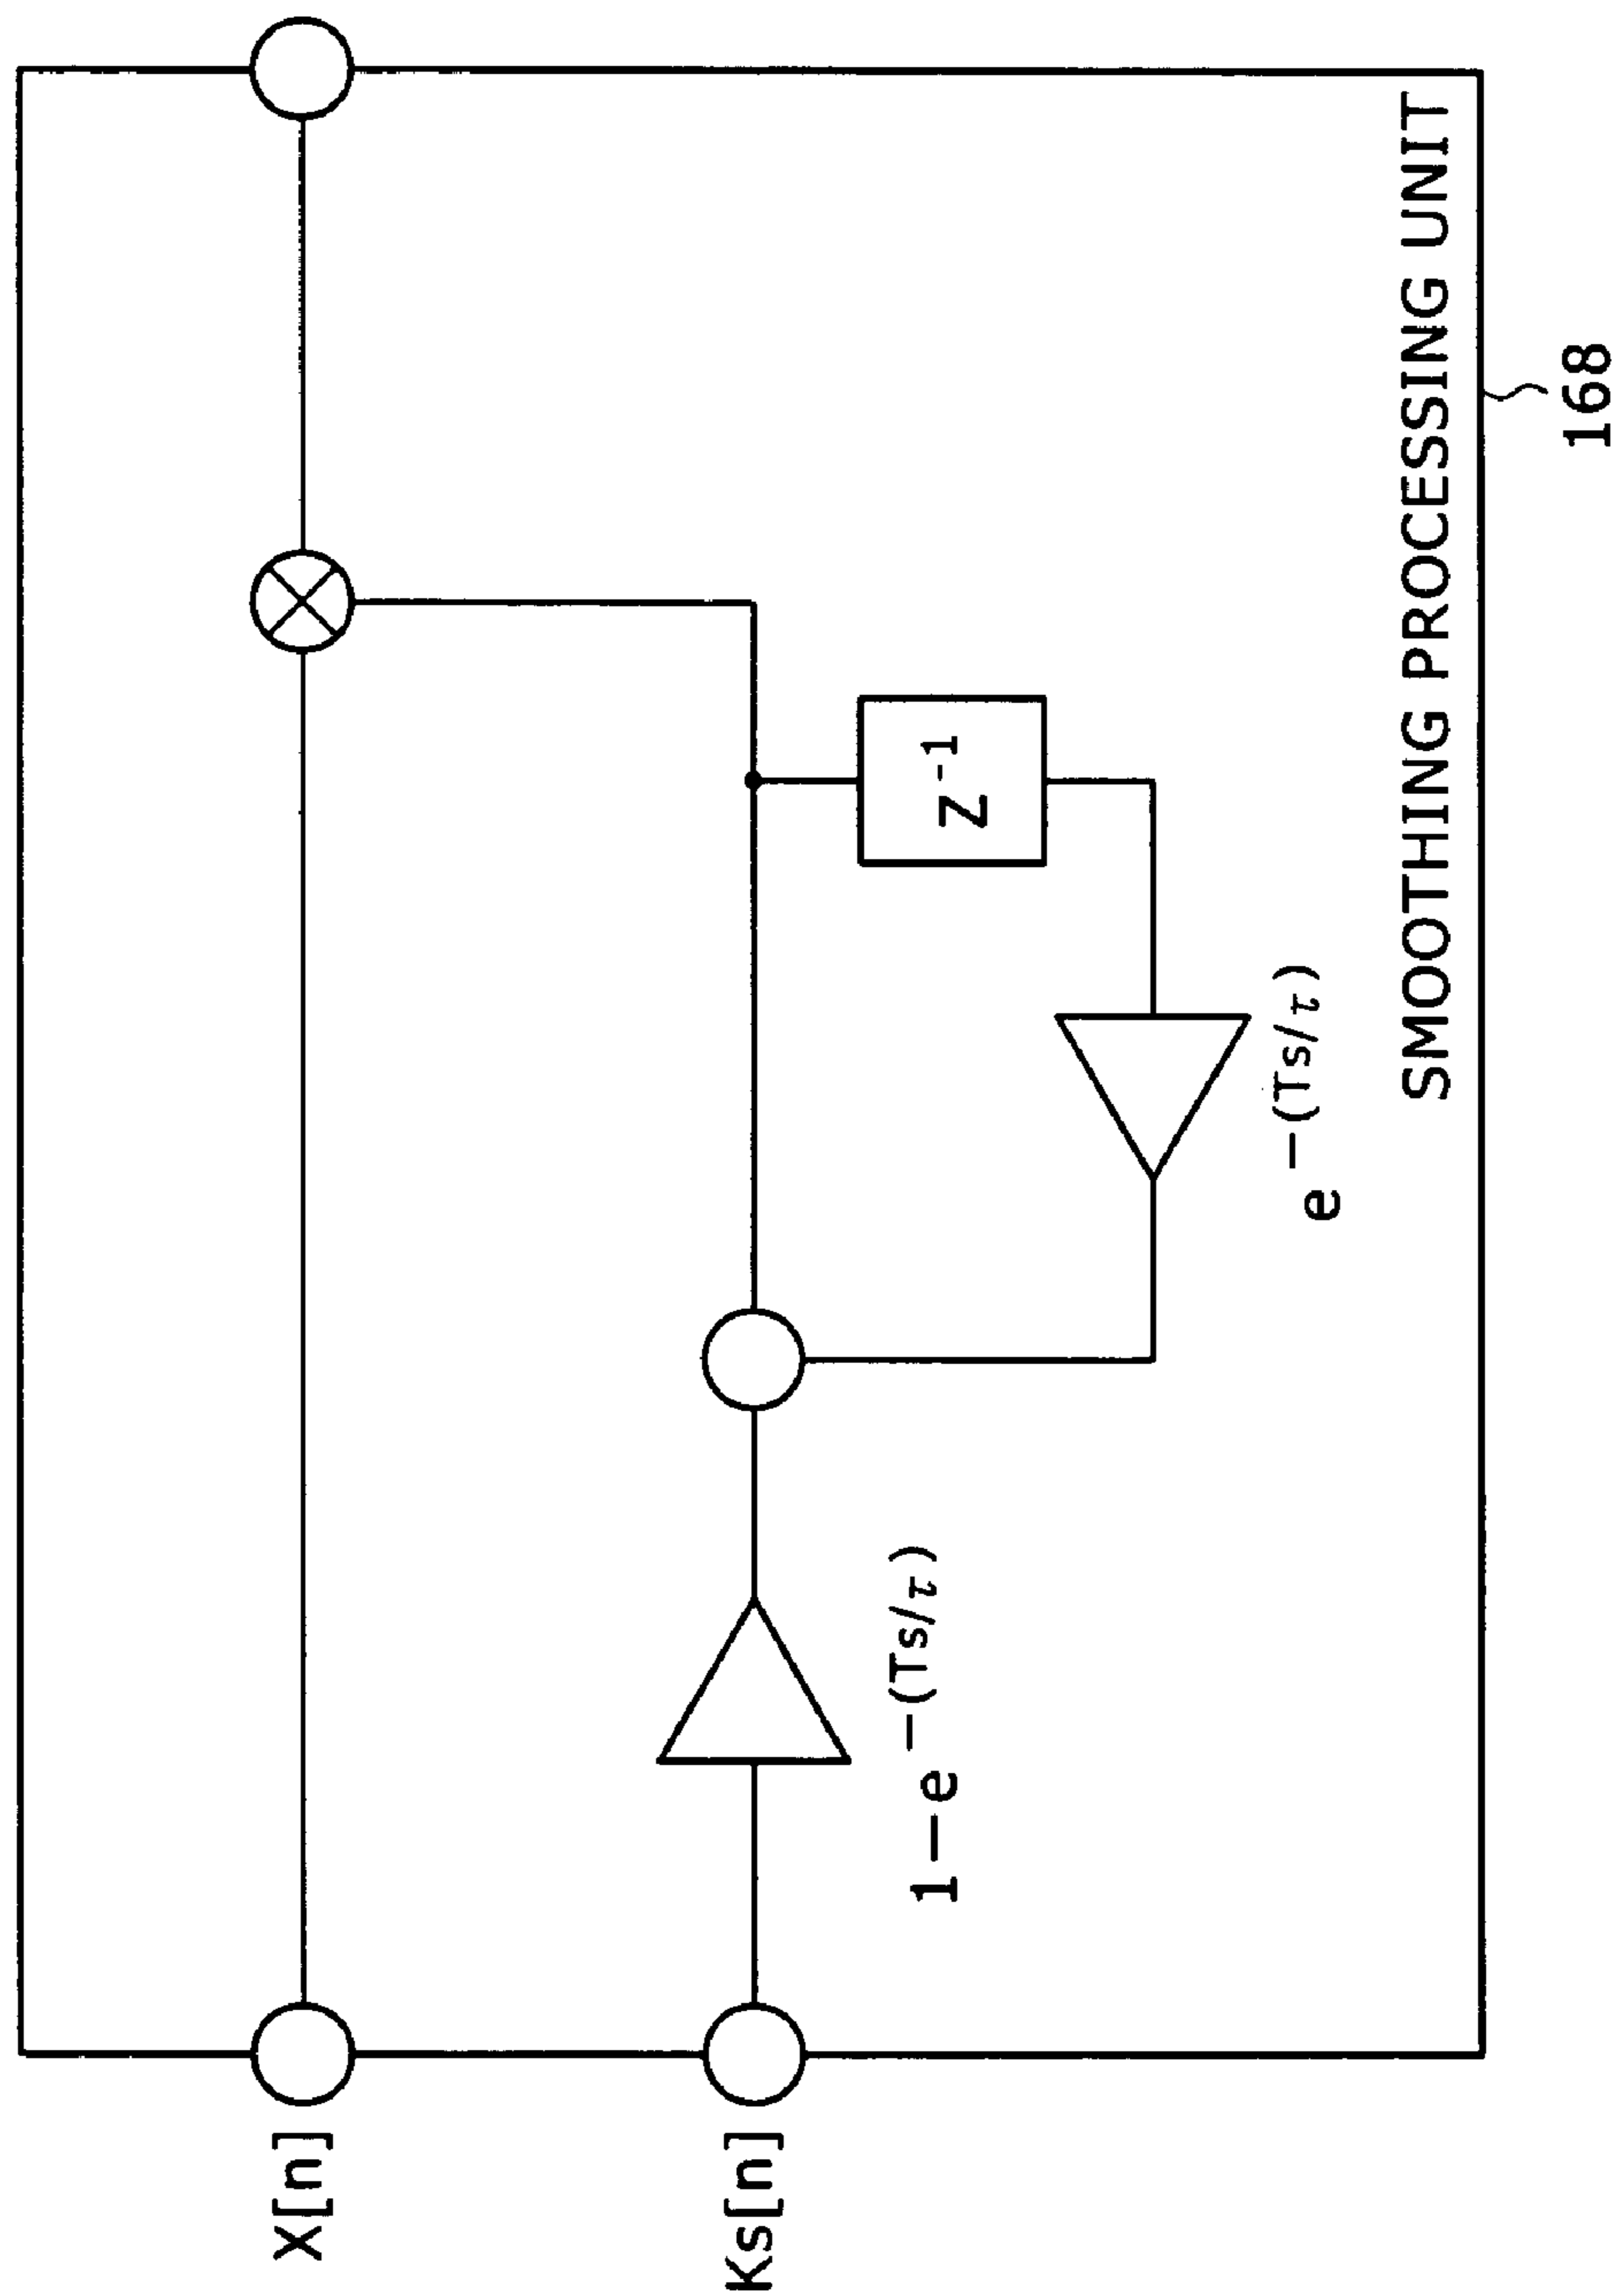 X[n]
Ks[n]
1-e-(Ts/τ)
Z-1
e-(Ts/τ)
SMOOTHING PROCESSING UNIT
168